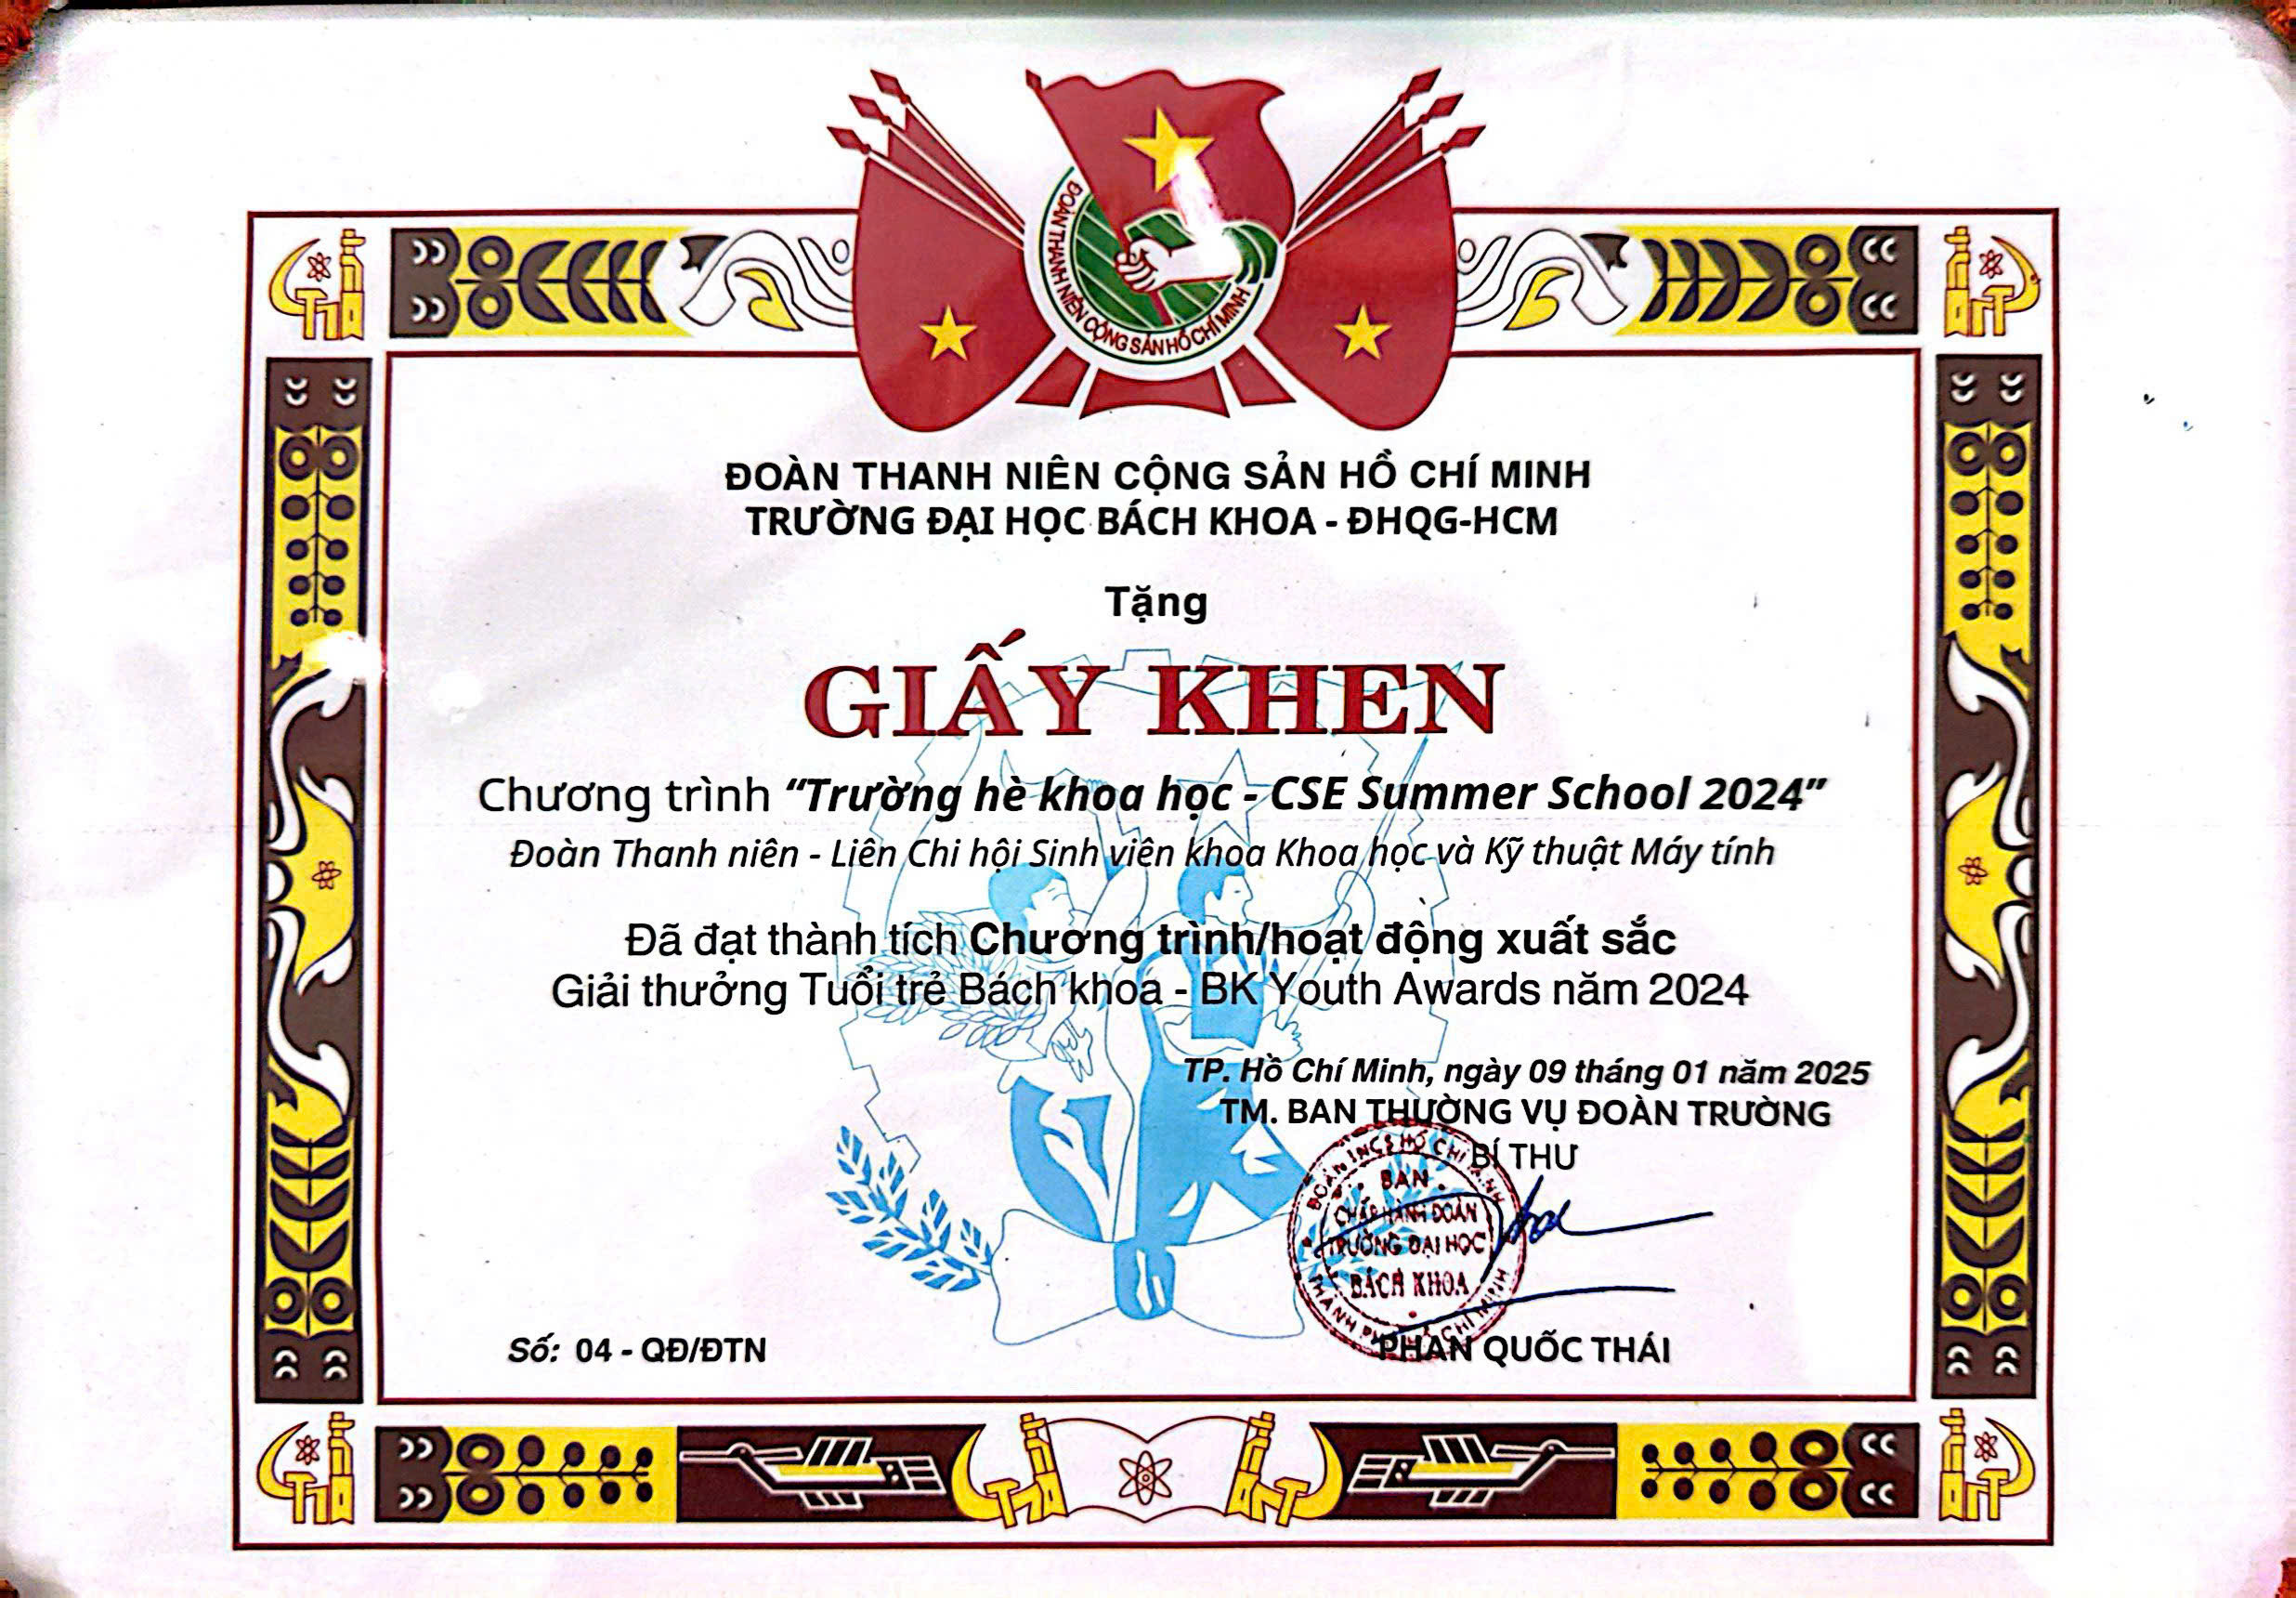 ĐOÀN THANH NIÊN CỘNG SẢN HỒ CHÍ MINH
ĐOÀN THANH NIÊN CỘNG SẢN HỒ CHÍ MINH
TRƯỜNG ĐẠI HỌC BÁCH KHOA - ĐHQG-HCM
Tặng
GIẤY KHEN
Chương trình “Trường hè khoa học - CSE Summer School 2024”
Đoàn Thanh niên - Liên Chi hội Sinh viên khoa Khoa học và Kỹ thuật Máy tính
Đã đạt thành tích Chương trình/hoạt động xuất sắc
Giải thưởng Tuổi trẻ Bách khoa - BK Youth Awards năm 2024
TP. Hồ Chí Minh, ngày 09 tháng 01 năm 2025
TM. BAN THƯỜNG VỤ ĐOÀN TRƯỜNG
BÍ THƯ
ĐOÀN TNCS HỒ CHÍ MINH
BAN
CHẤP HÀNH ĐOÀN
TRƯỜNG ĐẠI HỌC
BÁCH KHOA
THÀNH PHỐ HỒ CHÍ MINH
Số: 04 - QĐ/ĐTN
PHAN QUỐC THÁI